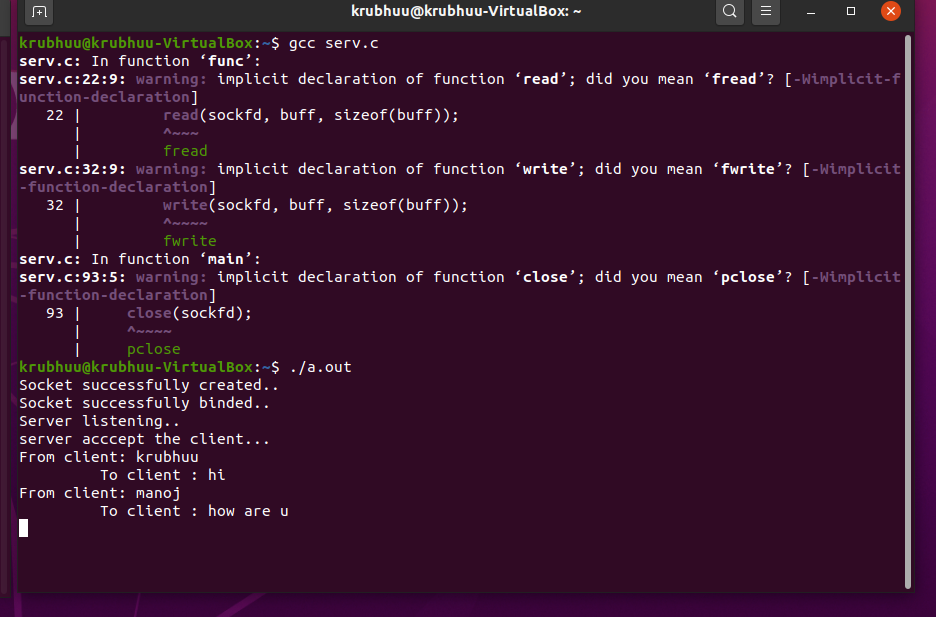 krubhuu@krubhuu-VirtualBox: ~
krubhuu@krubhuu-VirtualBox:~$ gcc serv.c
serv.c: In function ‘func’:
serv.c:22:9: warning: implicit declaration of function ‘read’; did you mean ‘fread’? [-Wimplicit-f
unction-declaration]
   22 |         read(sockfd, buff, sizeof(buff));
      |         ^~~~
      |         fread
serv.c:32:9: warning: implicit declaration of function ‘write’; did you mean ‘fwrite’? [-Wimplicit
-function-declaration]
   32 |         write(sockfd, buff, sizeof(buff));
      |         ^~~~~
      |         fwrite
serv.c: In function ‘main’:
serv.c:93:5: warning: implicit declaration of function ‘close’; did you mean ‘pclose’? [-Wimplicit
-function-declaration]
   93 |     close(sockfd);
      |     ^~~~~
      |     pclose
krubhuu@krubhuu-VirtualBox:~$ ./a.out
Socket successfully created..
Socket successfully binded..
Server listening..
server acccept the client...
From client: krubhuu
         To client : hi
From client: manoj
         To client : how are u